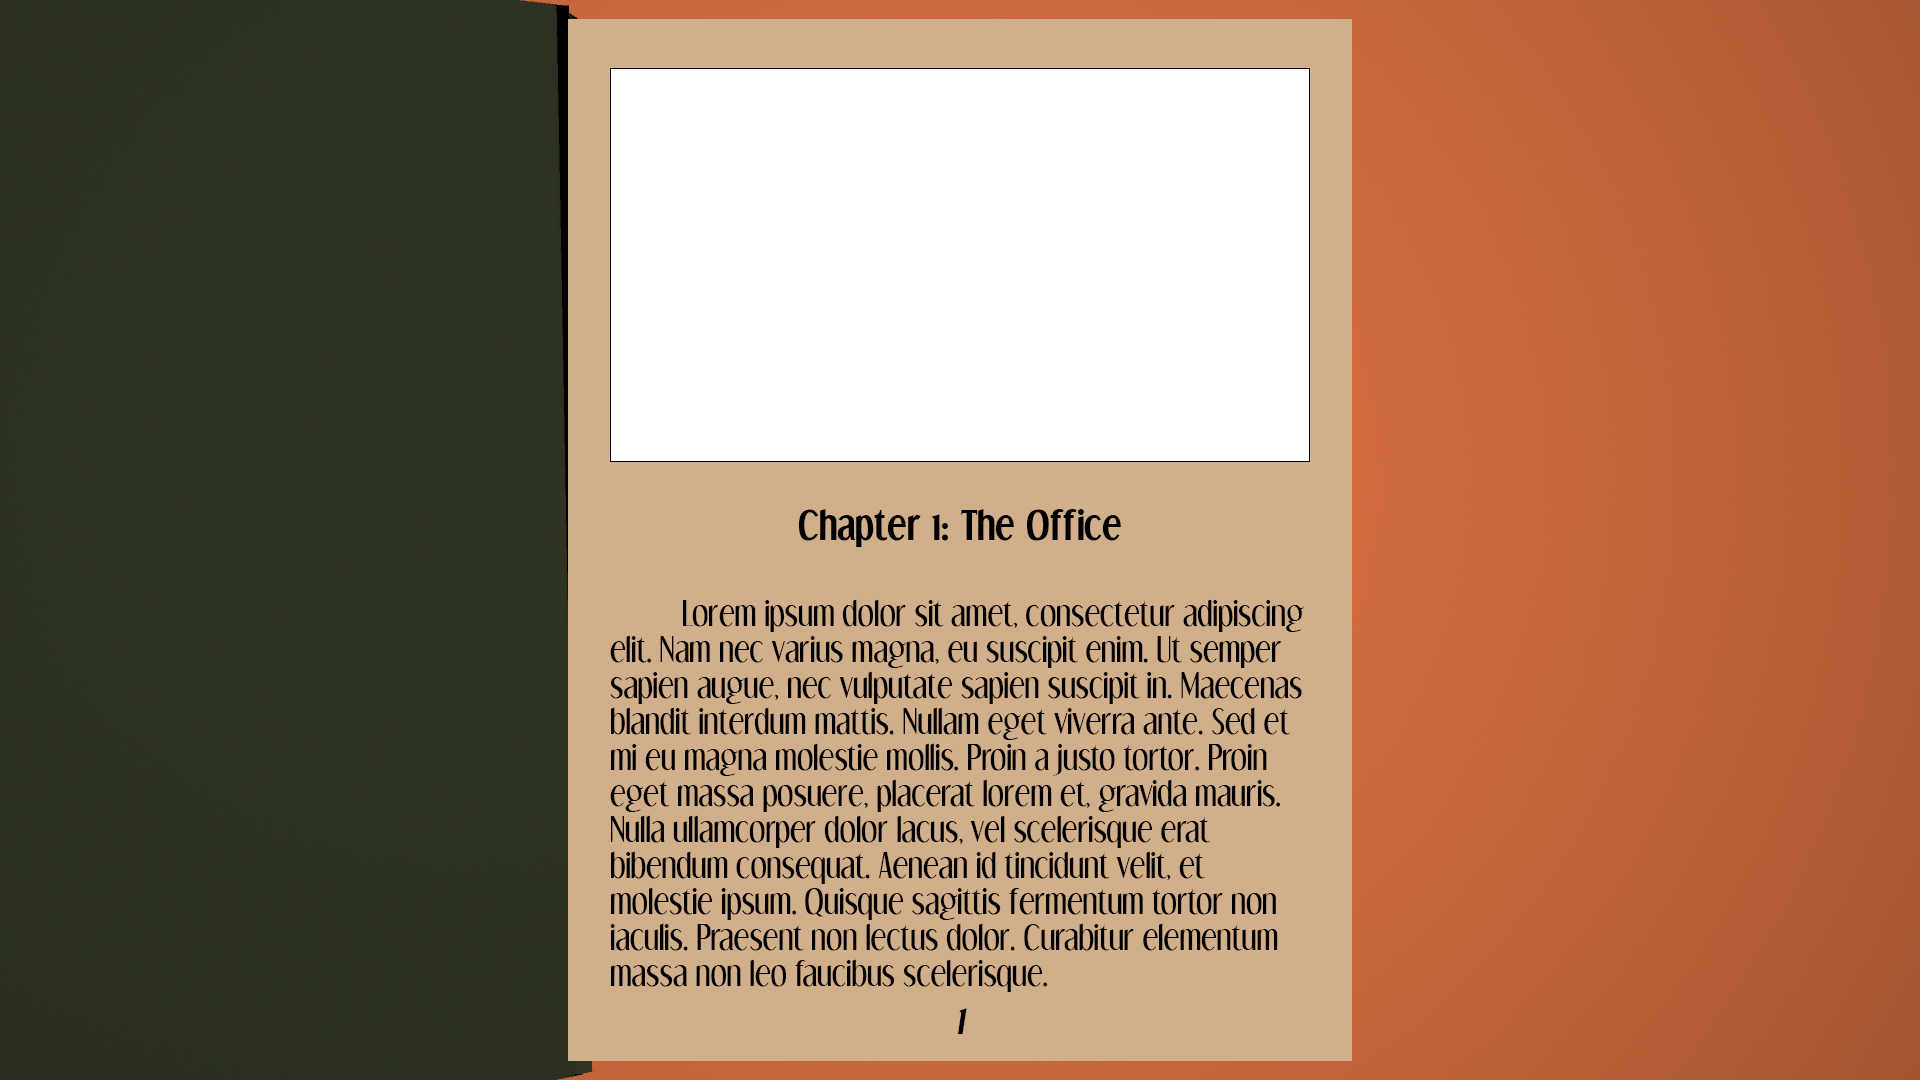 Chapter 1: The Office
Lorem ipsum dolor sit amet, consectetur adipiscing
elit. Nam nec varius magna, eu suscipit enim. Ut semper
sapien augue, nec vulputate sapien suscipit in. Maecenas
blandit interdum mattis. Nullam eget viverra ante. Sed et
mi eu magna molestie mollis. Proin a justo tortor. Proin
eget massa posuere, placerat lorem et, gravida mauris.
Nulla ullamcorper dolor lacus, vel scelerisque erat
bibendum consequat. Aenean id tincidunt velit, et
molestie ipsum. Quisque sagittis fermentum tortor non
iaculis. Praesent non lectus dolor. Curabitur elementum
massa non leo faucibus scelerisque.
1